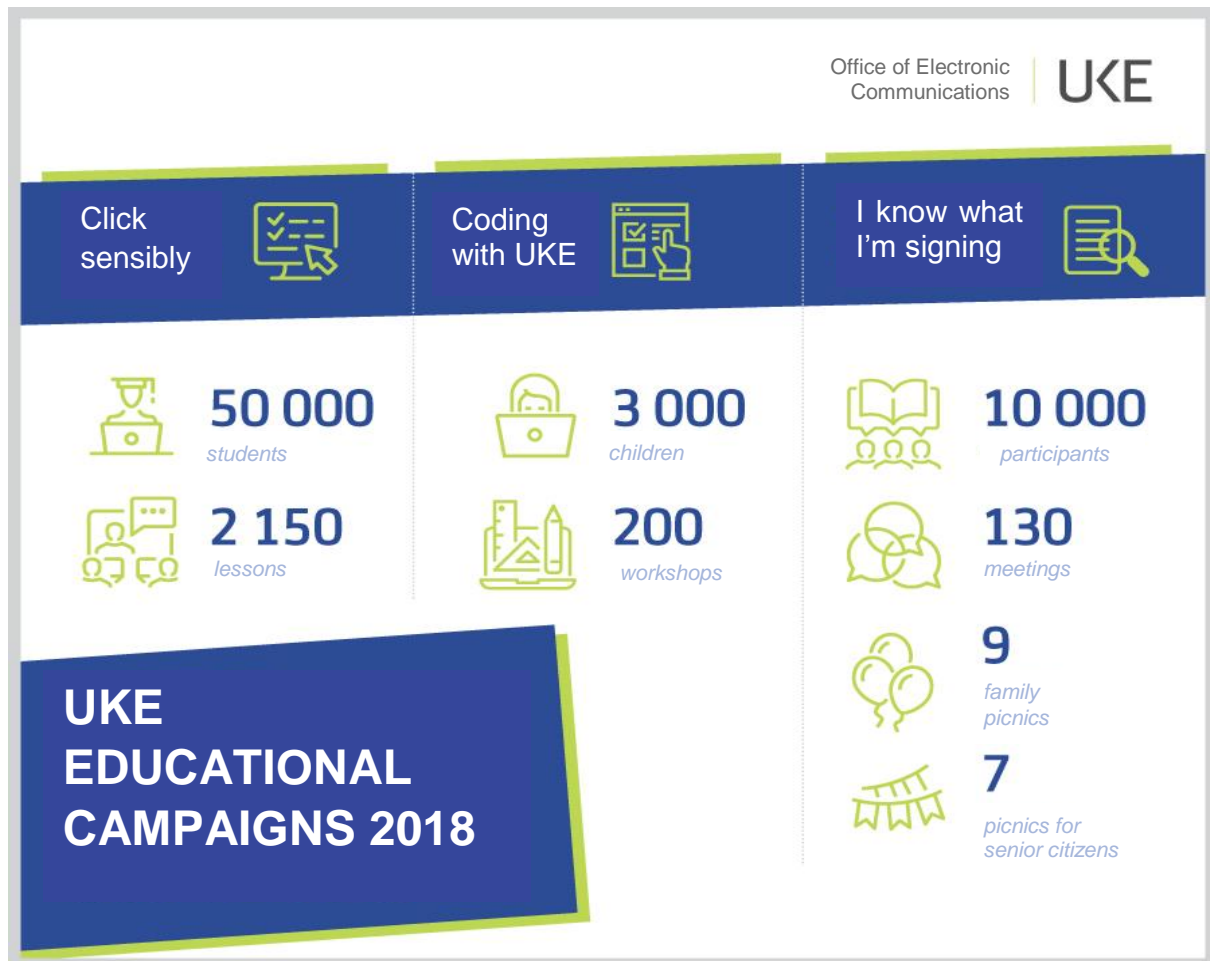 Office of Electronic
Communications
UKE
Click
sensibly
Coding
with UKE
I know what
I'm signing
50 000
students
2 150
lessons
3 000
children
200
workshops
10 000
participants
130
meetings
9
family
picnics
7
picnics for
senior citizens
UKE
EDUCATIONAL
CAMPAIGNS 2018